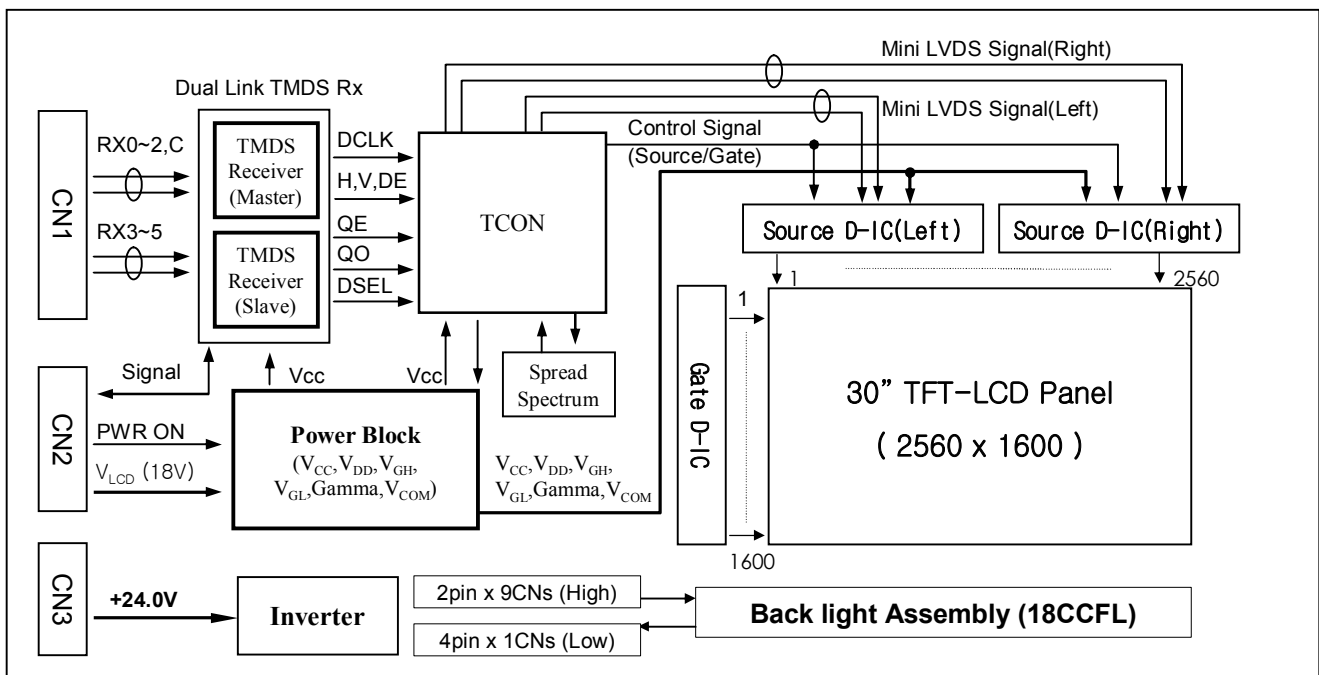 Mini LVDS Signal(Right)
Dual Link TMDS Rx
Mini LVDS Signal(Left)
Control Signal
(Source/Gate)
CN1
RX0~2,C
RX3~5
TMDS
Receiver
(Master)
TMDS
Receiver
(Slave)
DCLK
H,V,DE
QE
QO
DSEL
TCON
Source D-IC(Left)
Source D-IC(Right)
1
2560
1
Gate D-IC
1600
30” TFT-LCD Panel
( 2560 x 1600 )
CN2
Signal
PWR ON
VLCD (18V)
Vcc
Vcc
Spread
Spectrum
Power Block
(VCC,VDD,VGH,
VGL,Gamma,VCOM)
VCC,VDD,VGH,
VGL,Gamma,VCOM
CN3
+24.0V
Inverter
2pin x 9CNs (High)
4pin x 1CNs (Low)
Back light Assembly (18CCFL)